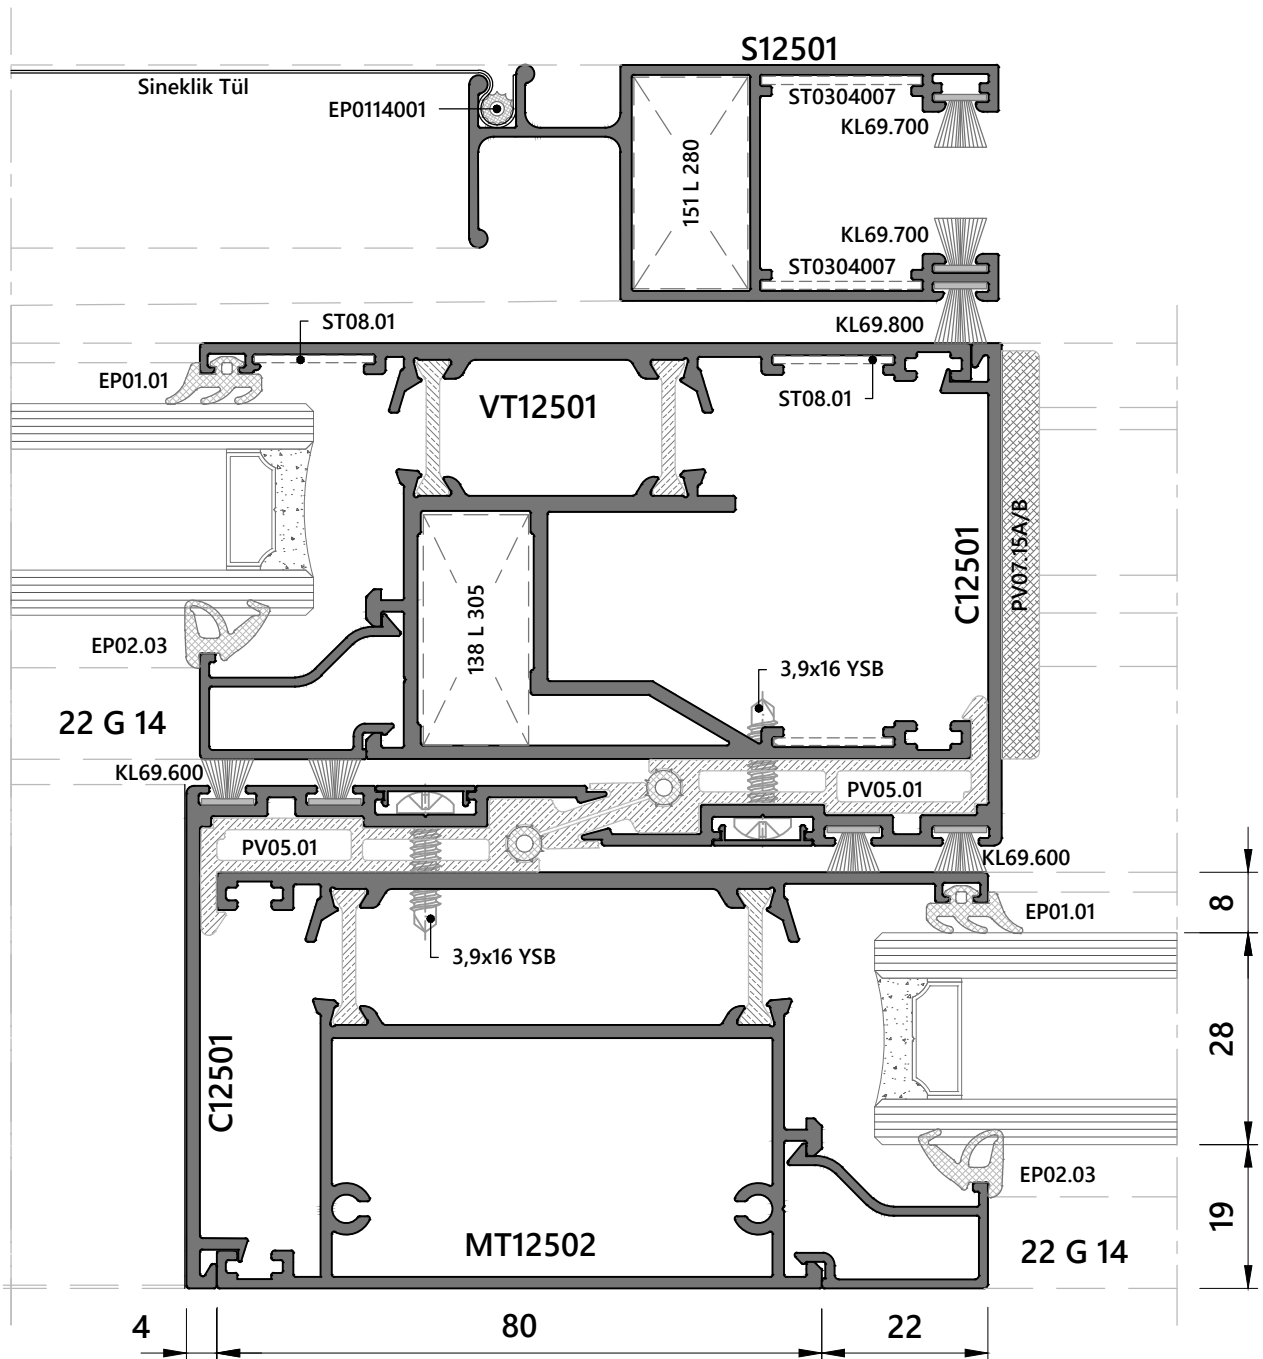 S12501
Sineklik Tül
ST0304007
EP0114001
KL69.700
151 L 280
KL69.700
ST0304007
ST08.01
KL69.800
EP01.01
VT12501
ST08.01
PV07.15A/B
C12501
138 L 305
EP02.03
3,9x16 YSB
22 G 14
KL69.600
PV05.01
PV05.01
KL69.600
8
EP01.01
3,9x16 YSB
28
C12501
EP02.03
19
MT12502
22 G 14
4
80
22